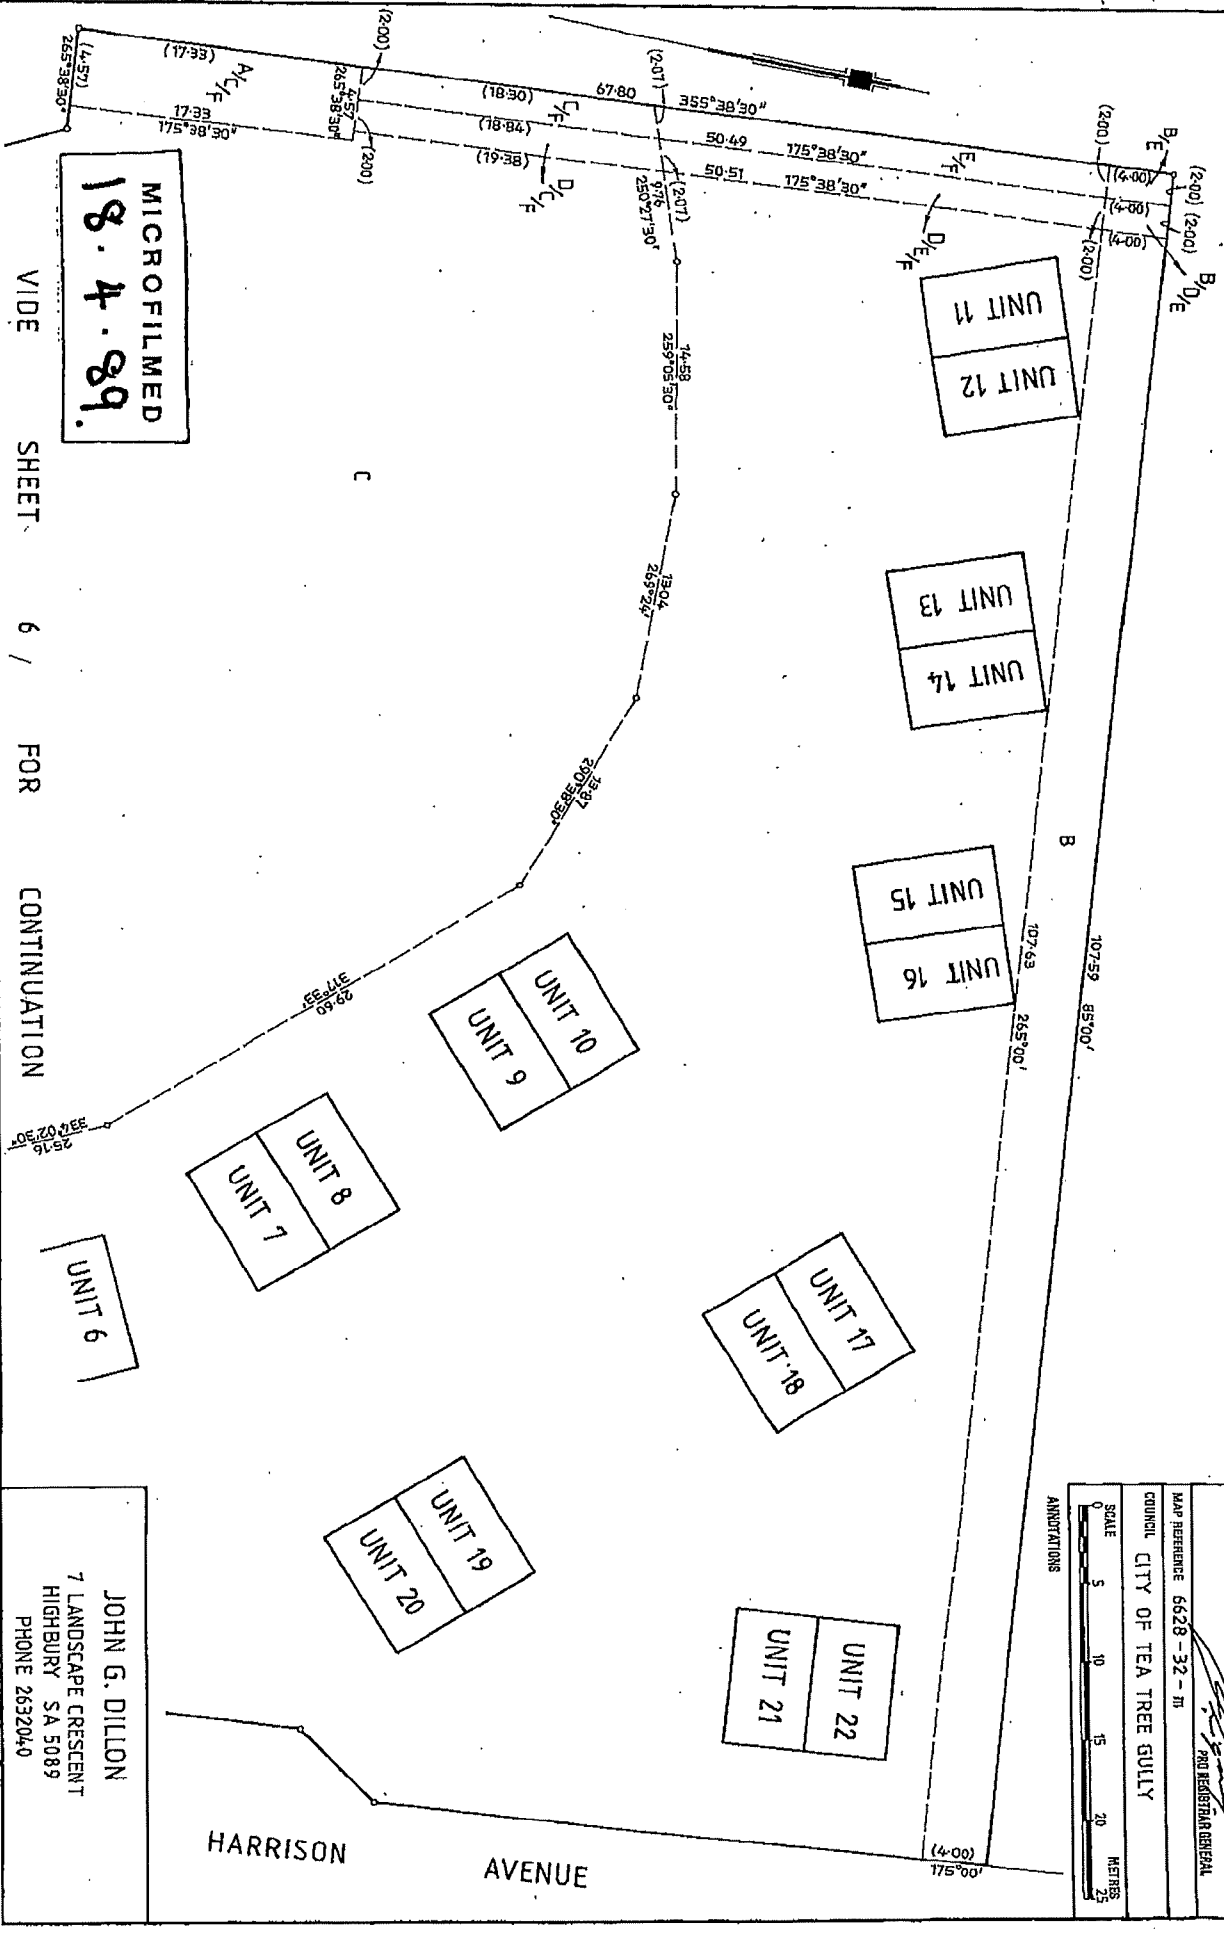 PRO REGISTRAR GENERAL
MAP REFERENCE 6628-32-m
COUNCIL CITY OF TEA TREE GULLY
SCALE
METRES
0 5 10 15 20 25
ANNOTATIONS
B/E
(2·00)
(2·00)
B/D/E
(2·00)
(4·00)
(4·00)
(4·00)
(2·00)
355°38'30"
67·80
175°38'30"
50·49
175°38'30"
50·51
E/F
D/E/F
(2·07)
(2·07)
9·76
250°27'30"
(18·30)
C/F
(18·84)
(19·38)
D/C/F
(2·00)
4·57
265°38'30"
(2·00)
(17·33)
A/C/F
17·33
175°38'30"
(4·57)
265°38'30"
14·58
259°05'30"
13·04
269°24'
13·87
290°38'30"
29·60
317°33'
25·16
334°02'30"
B
107·59 85°00'
107·63 265°00'
C
UNIT 11
UNIT 12
UNIT 13
UNIT 14
UNIT 15
UNIT 16
UNIT 10
UNIT 9
UNIT 8
UNIT 7
UNIT 6
UNIT 17
UNIT 18
UNIT 19
UNIT 20
UNIT 22
UNIT 21
(4·00)
175°00'
HARRISON AVENUE
MICROFILMED
18.4.89.
VIDE SHEET 6 / FOR CONTINUATION
JOHN G. DILLON
7 LANDSCAPE CRESCENT
HIGHBURY SA 5089
PHONE 2632040